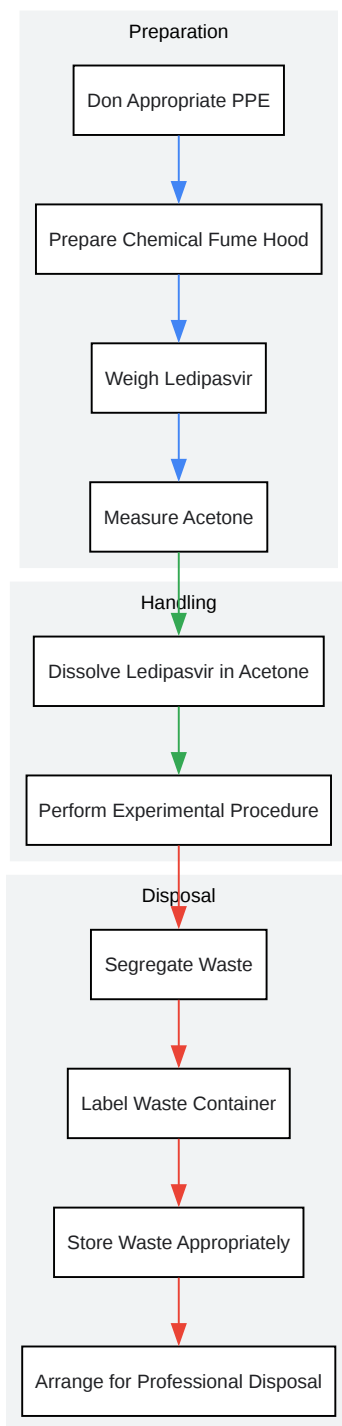 Preparation
Don Appropriate PPE
Prepare Chemical Fume Hood
Weigh Ledipasvir
Measure Acetone
Handling
Dissolve Ledipasvir in Acetone
Perform Experimental Procedure
Disposal
Segregate Waste
Label Waste Container
Store Waste Appropriately
Arrange for Professional Disposal